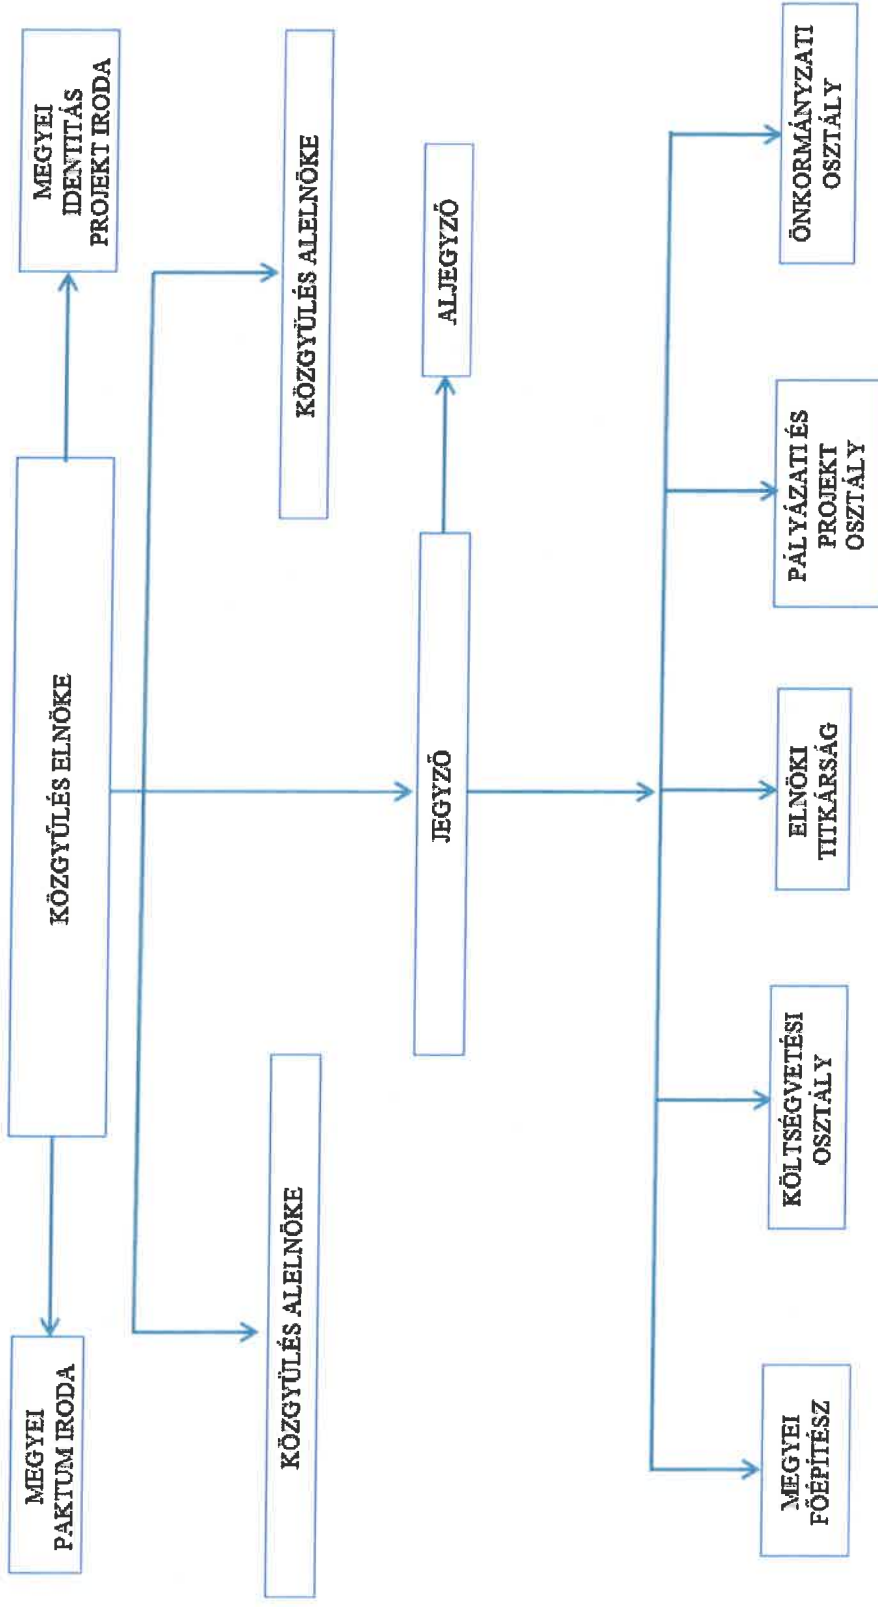 MEGYEI
PAKTUM IRODA
KÖZGYŰLÉS ELNÖKE
MEGYEI
IDENTITÁS
PROJEKT IRODA
KÖZGYŰLÉS ALELNÖKE
KÖZGYŰLÉS ALELNÖKE
JEGYZŐ
ALJEGYZŐ
MEGYEI
FŐÉPÍTÉSZ
KÖLTSÉGVETÉSI
OSZTÁLY
ELNÖKI
TITKÁRSÁG
PÁLYÁZATI ÉS
PROJEKT
OSZTÁLY
ÖNKORMÁNYZATI
OSZTÁLY